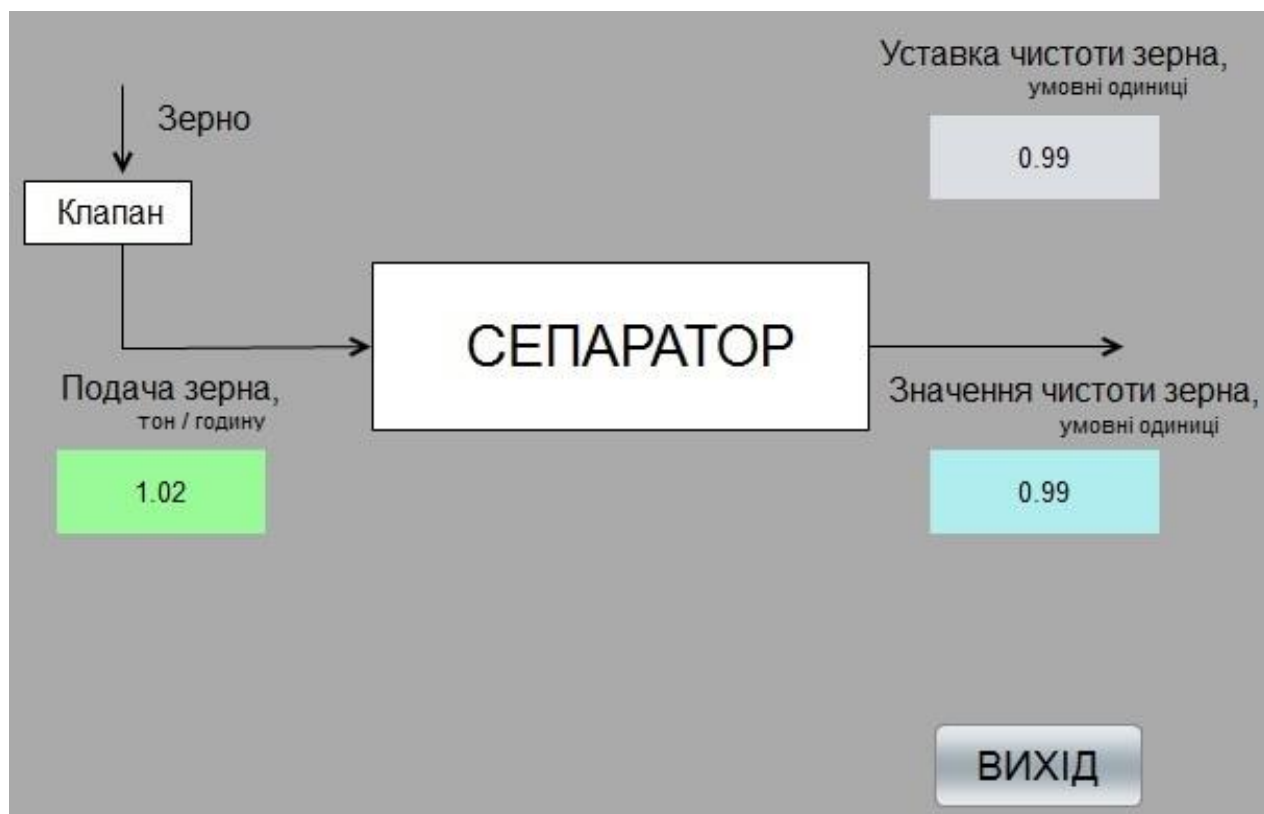 Уставка чистоти зерна,
умовні одиниці
0.99
Зерно
Клапан
СЕПАРАТОР
Подача зерна,
тон / годину
1.02
Значення чистоти зерна,
умовні одиниці
0.99
ВИХІД